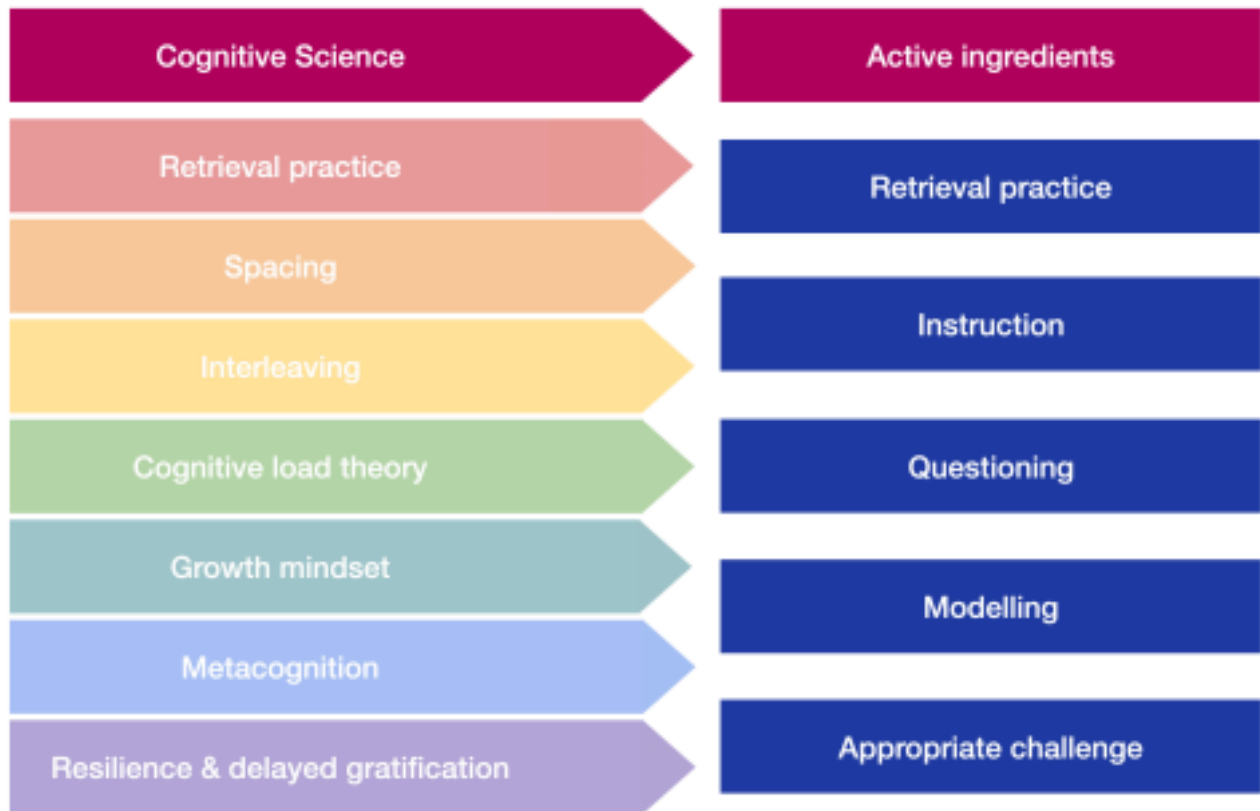 Cognitive Science
Active ingredients
Retrieval practice
Retrieval practice
Spacing
Instruction
Interleaving
Cognitive load theory
Questioning
Growth mindset
Modelling
Metacognition
Appropriate challenge
Resilience & delayed gratification